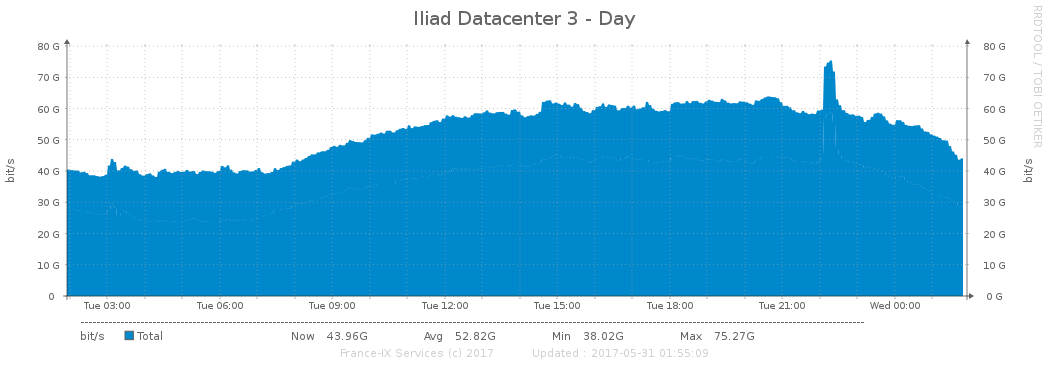 Iliad Datacenter 3 - Day
RRDTOOL / TOBI OETIKER
80 G 80 G
70 G 70 G
60 G 60 G
50 G 50 G
40 G 40 G
30 G 30 G
20 G 20 G
10 G 10 G
0 0 G
bit/s bit/s
Tue 03:00 Tue 06:00 Tue 09:00 Tue 12:00 Tue 15:00 Tue 18:00 Tue 21:00 Wed 00:00
bit/s Total Now 43.96G Avg 52.82G Min 38.02G Max 75.27G
France-IX Services (c) 2017 Updated : 2017-05-31 01:55:09